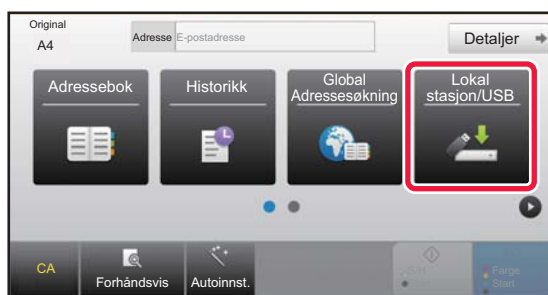 Original
A4
Adresse
E-postadresse
Detaljer
Adressebok
Historikk
Global
Adressesøkning
Lokal
stasjon/USB
CA
Forhåndsvis
Autoinnst.
Farge
Start